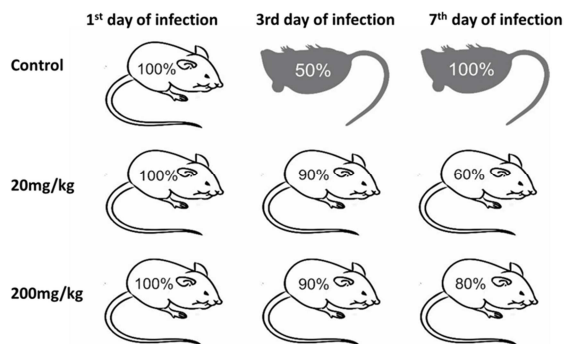 1st day of infection 3rd day of infection 7th day of infection
Control 100% 50% 100%
20mg/kg 100% 90% 60%
200mg/kg 100% 90% 80%